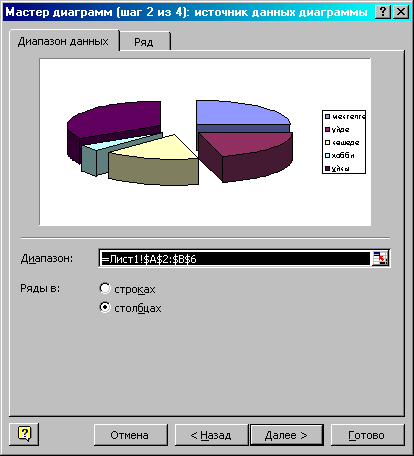 Мастер диаграмм (шаг 2 из 4): источник данных диаграммы
Диапазон данных
Ряд
мектепте
үйде
көшеде
хобби
ұйқы
Диапазон:
=Лист1!$A$2:$B$6
Ряды в:
строках
столбцах
Отмена
< Назад
Далее >
Готово